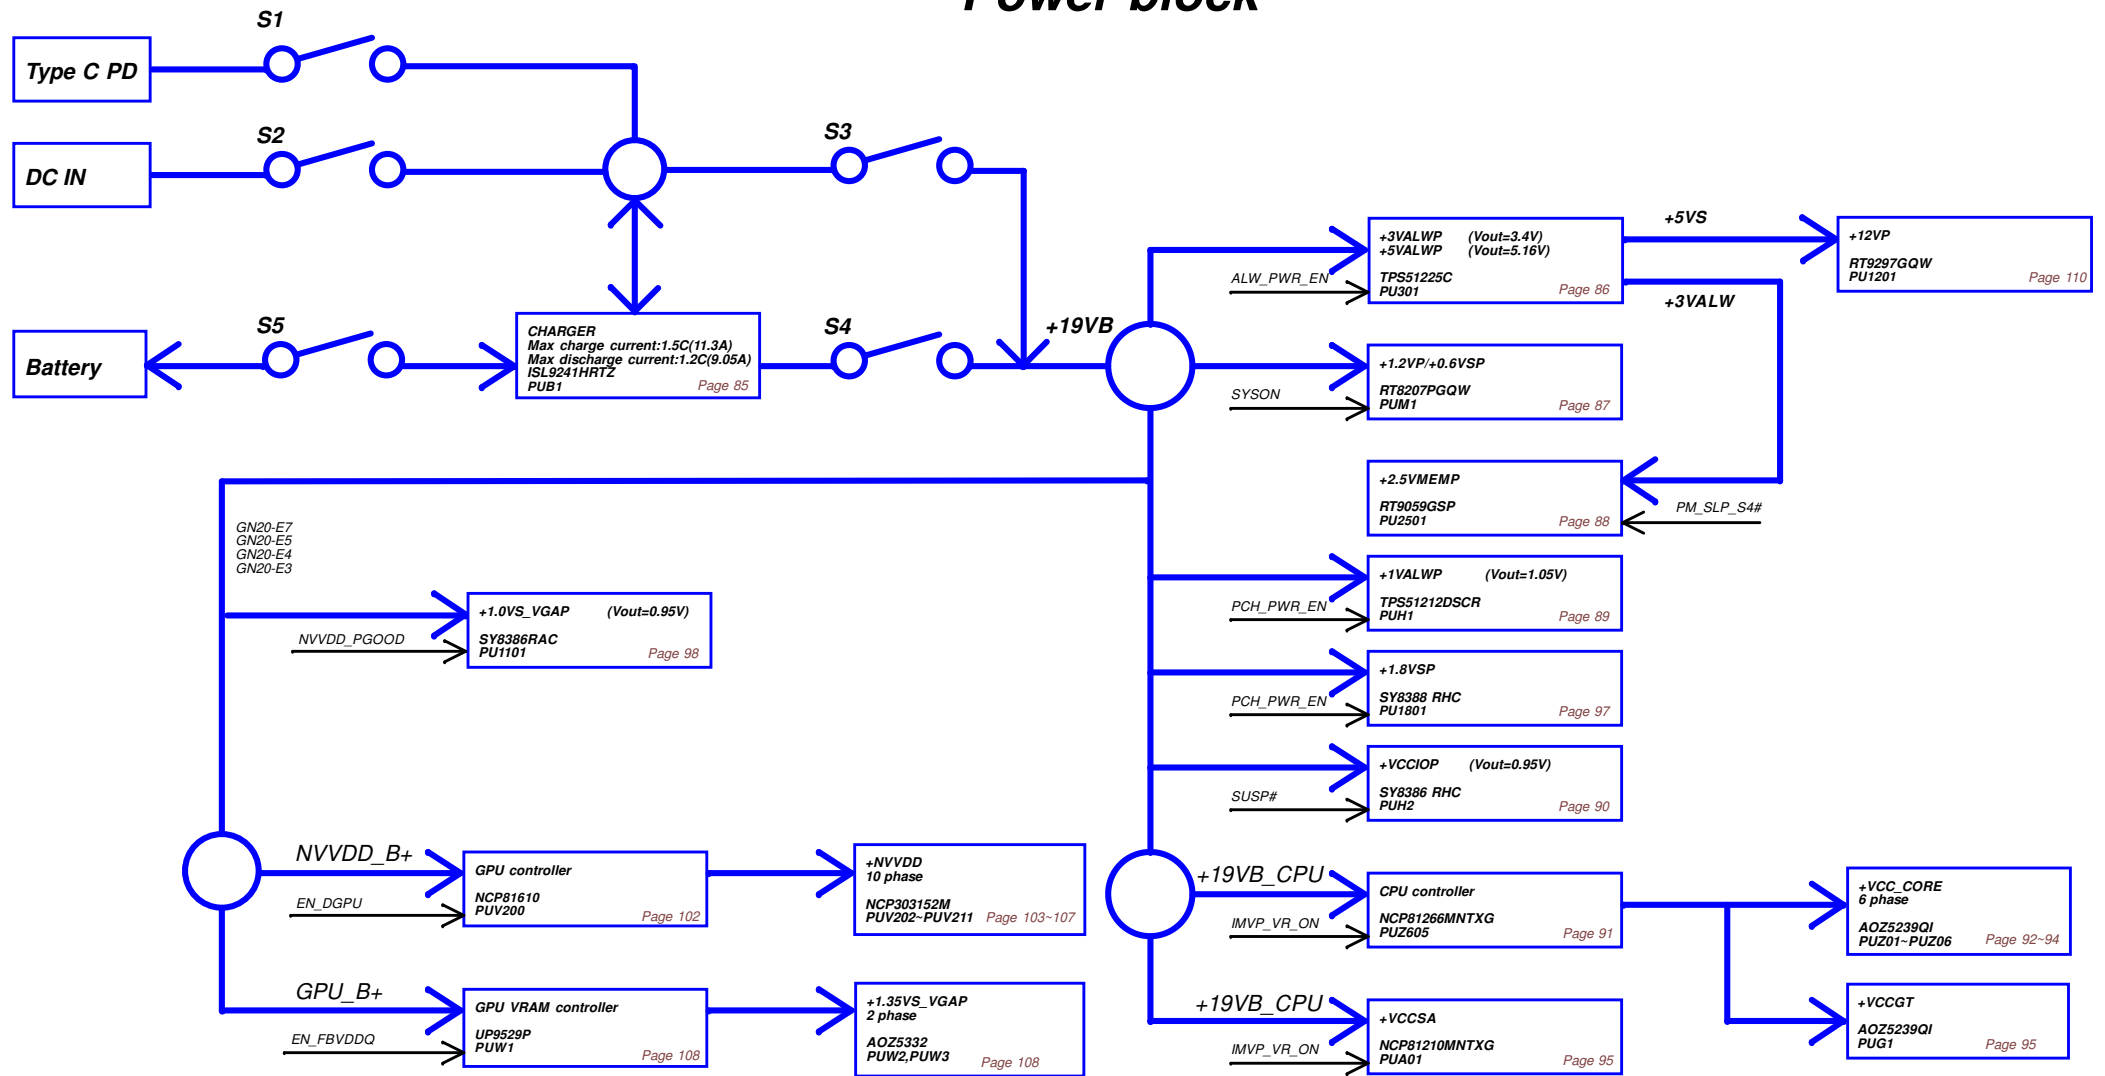 Power block
S1
Type C PD
S2
DC IN
S3
S5
Battery
CHARGER
Max charge current:1.5C(11.3A)
Max discharge current:1.2C(9.05A)
ISL9241HRTZ
PUB1
Page 85
S4
+19VB
+3VALWP (Vout=3.4V)
+5VALWP (Vout=5.16V)
TPS51225C
PU301
Page 86
ALW_PWR_EN
+5VS
+3VALW
+12VP
RT9297GQW
PU1201
Page 110
+1.2VP/+0.6VSP
RT8207PGQW
PUM1
Page 87
SYSON
+2.5VMEMP
RT9059GSP
PU2501
Page 88
PM_SLP_S4#
+1VALWP (Vout=1.05V)
TPS51212DSCR
PUH1
Page 89
PCH_PWR_EN
+1.8VSP
SY8388 RHC
PU1801
Page 97
PCH_PWR_EN
+VCCIOP (Vout=0.95V)
SY8386 RHC
PUH2
Page 90
SUSP#
GN20-E7
GN20-E5
GN20-E4
GN20-E3
+1.0VS_VGAP (Vout=0.95V)
SY8386RAC
PU1101
Page 98
NVVDD_PGOOD
NVVDD_B+
EN_DGPU
GPU controller
NCP81610
PUV200
Page 102
+NVVDD
10 phase
NCP303152M
PUV202~PUV211
Page 103~107
+19VB_CPU
IMVP_VR_ON
CPU controller
NCP81266MNTXG
PUZ605
Page 91
+VCC_CORE
6 phase
AOZ5239QI
PUZ01~PUZ06
Page 92~94
GPU_B+
EN_FBVDDQ
GPU VRAM controller
UP9529P
PUW1
Page 108
+1.35VS_VGAP
2 phase
AOZ5332
PUW2,PUW3
Page 108
+19VB_CPU
IMVP_VR_ON
+VCCSA
NCP81210MNTXG
PUA01
Page 95
+VCCGT
AOZ5239QI
PUG1
Page 95